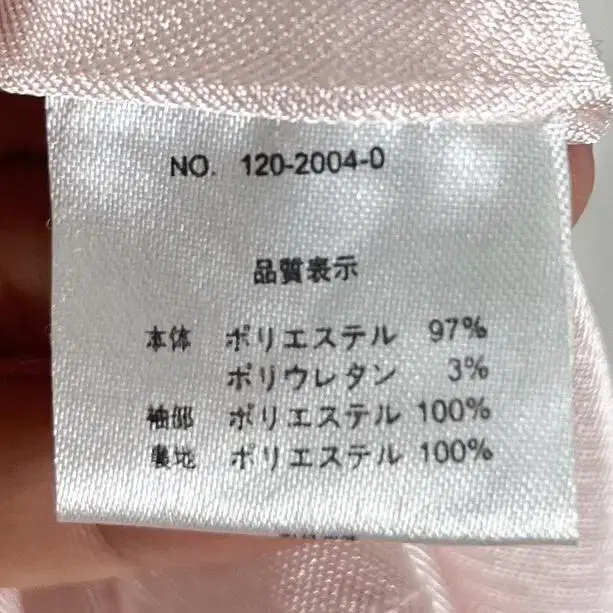 NO. 120-2004-0
品質表示
本体 ポリエステル 97%
ポリウレタン 3%
袖部 ポリエステル 100%
裏地 ポリエステル 100%